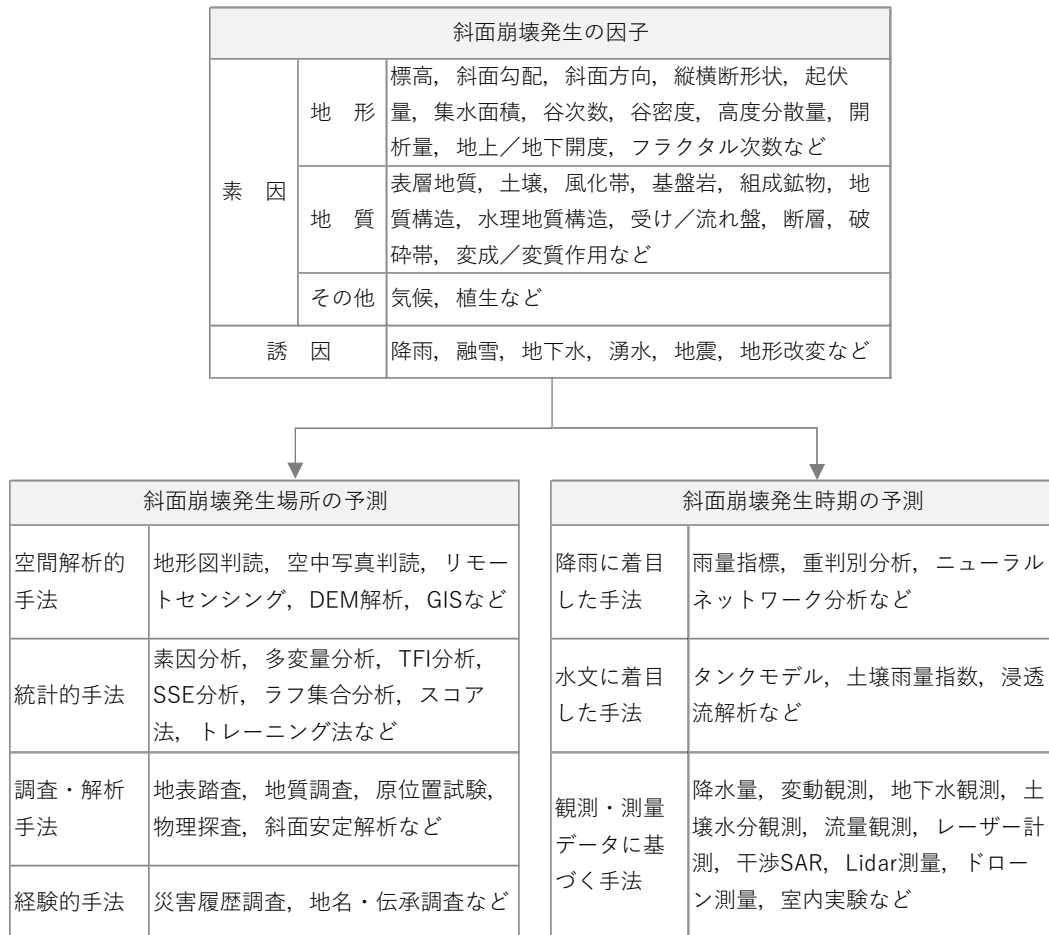 斜面崩壊発生の因子
素　因
地　形
標高，斜面勾配，斜面方向，縦横断形状，起伏
量，集水面積，谷次数，谷密度，高度分散量，開
析量，地上／地下開度，フラクタル次数など
地　質
表層地質，土壌，風化帯，基盤岩，組成鉱物，地
質構造，水理地質構造，受け／流れ盤，断層，破
砕帯，変成／変質作用など
その他
気候，植生など
誘　因
降雨，融雪，地下水，湧水，地震，地形改変など
斜面崩壊発生場所の予測
空間解析的
手法
地形図判読，空中写真判読，リモー
トセンシング，DEM解析，GISなど
統計的手法
素因分析，多変量分析，TFI分析，
SSE分析，ラフ集合分析，スコア
法，トレーニング法など
調査・解析
手法
地表踏査，地質調査，原位置試験，
物理探査，斜面安定解析など
経験的手法
災害履歴調査，地名・伝承調査など
斜面崩壊発生時期の予測
降雨に着目
した手法
雨量指標，重判別分析，ニューラル
ネットワーク分析など
水文に着目
した手法
タンクモデル，土壌雨量指数，浸透
流解析など
観測・測量
データに基
づく手法
降水量，変動観測，地下水観測，土
壌水分観測，流量観測，レーザー計
測，干渉SAR，Lidar測量，ドロー
ン測量，室内実験など